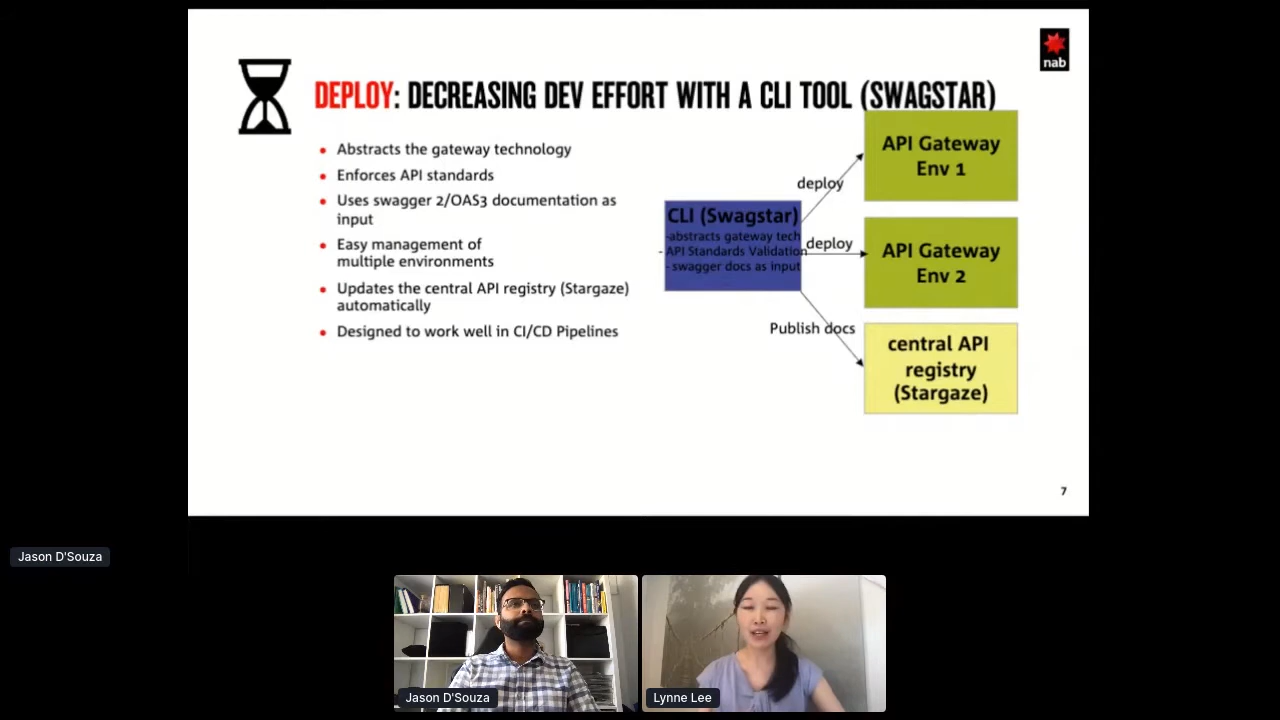 nab
DEPLOY: DECREASING DEV EFFORT WITH A CLI TOOL (SWAGSTAR)
• Abstracts the gateway technology
• Enforces API standards
• Uses swagger 2/OAS3 documentation as
input
• Easy management of
multiple environments
• Updates the central API registry (Stargaze)
automatically
• Designed to work well in CI/CD Pipelines
CLI (Swagstar)
-abstracts gateway tech
- API Standards Validation
- swagger docs as input
deploy
deploy
Publish docs
API Gateway
Env 1
API Gateway
Env 2
central API
registry
(Stargaze)
7
Jason D'Souza
Jason D'Souza
Lynne Lee